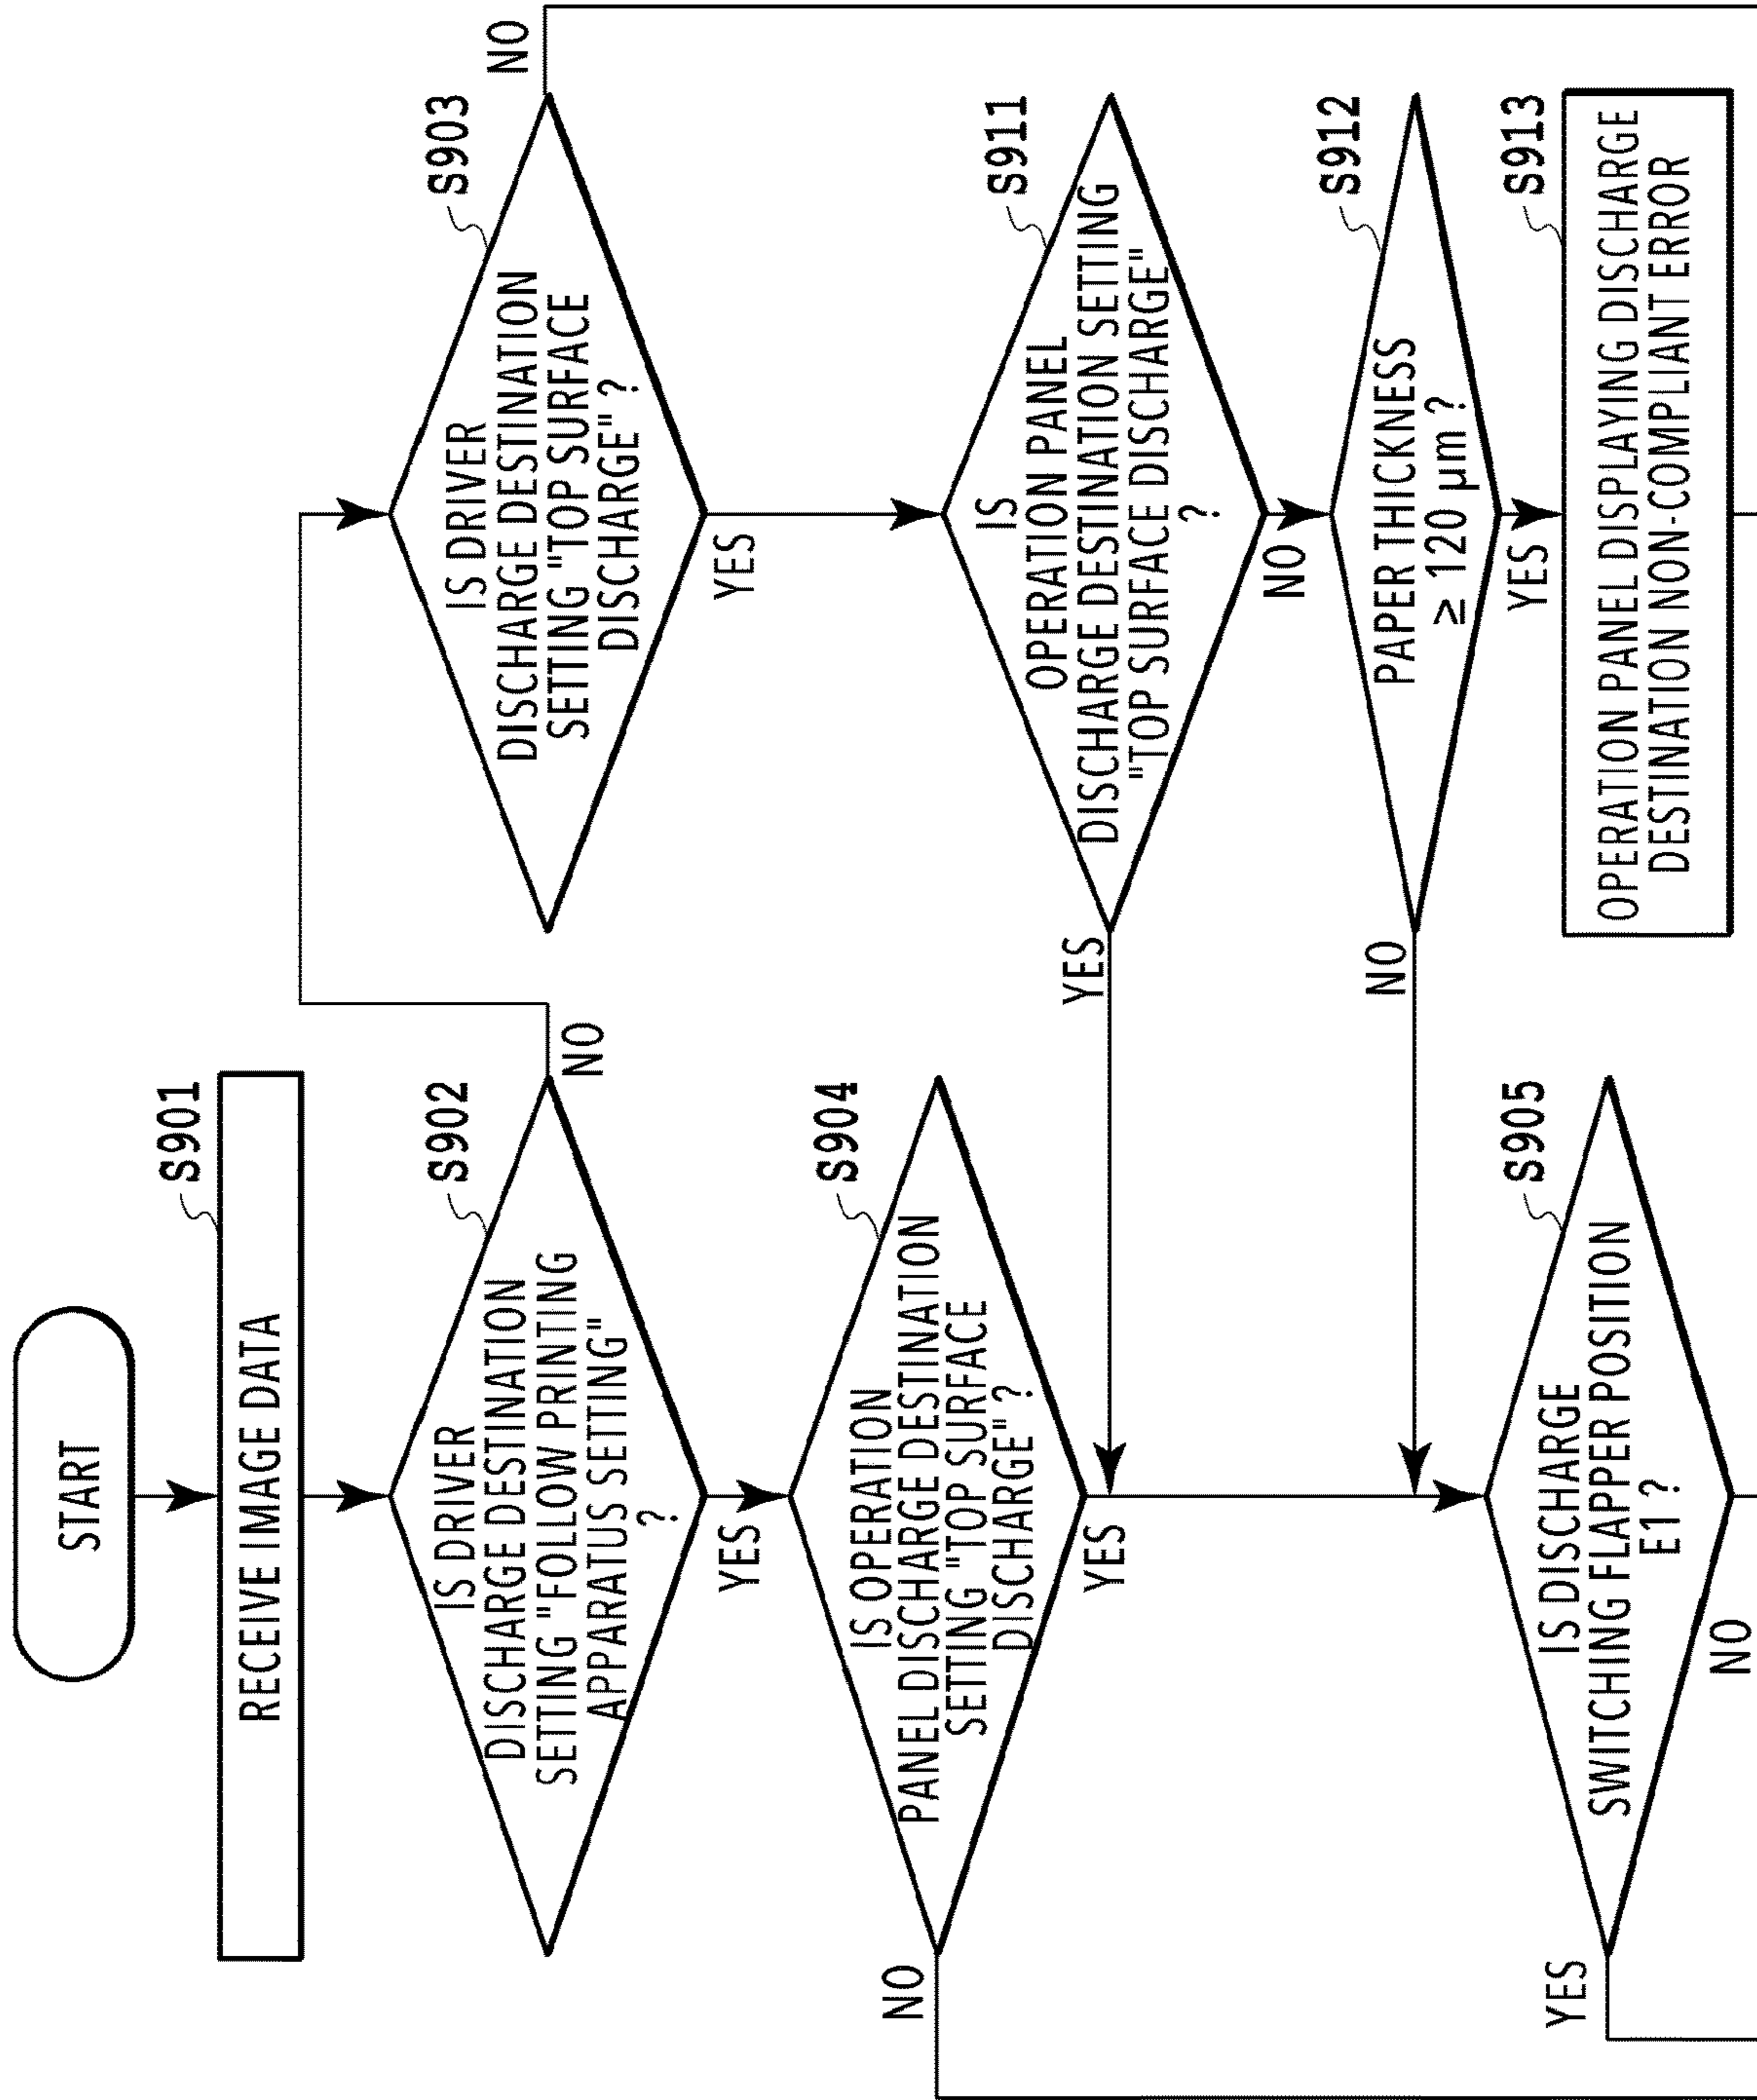 START
S901
RECEIVE IMAGE DATA
S902
IS DRIVER
DISCHARGE DESTINATION
SETTING "FOLLOW PRINTING
APPARATUS SETTING"
?
NO
YES
S903
IS DRIVER
DISCHARGE DESTINATION
SETTING "TOP SURFACE
DISCHARGE" ?
NO
YES
S904
IS OPERATION
PANEL DISCHARGE DESTINATION
SETTING "TOP SURFACE
DISCHARGE" ?
NO
YES
S911
IS
OPERATION PANEL
DISCHARGE DESTINATION SETTING
"TOP SURFACE DISCHARGE"
?
YES
NO
S912
PAPER THICKNESS
≥ 120 μm ?
NO
YES
S905
IS DISCHARGE
SWITCHING FLAPPER POSITION
E1 ?
YES
NO
S913
OPERATION PANEL DISPLAYING DISCHARGE
DESTINATION NON-COMPLIANT ERROR